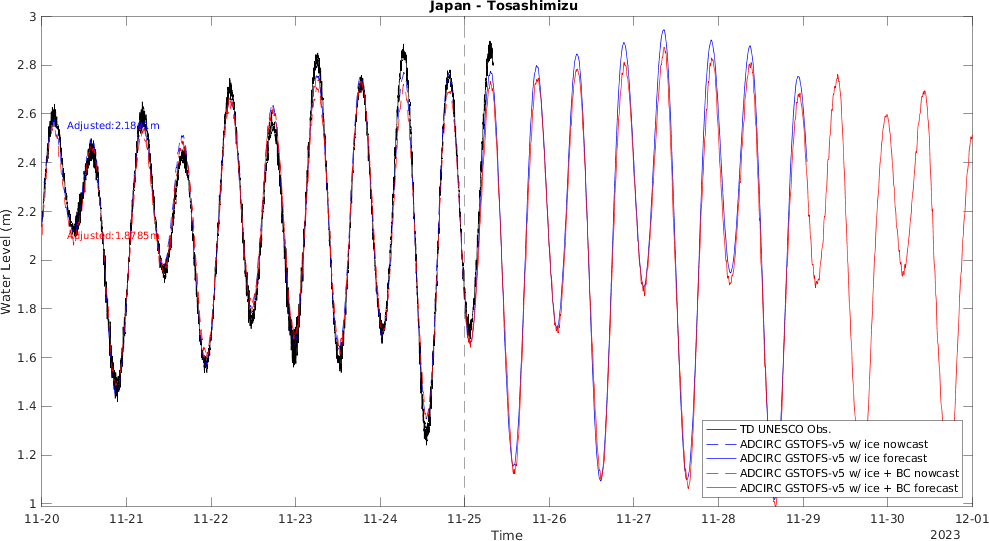 Japan - Tosashimizu
3
2.8
2.6
2.4
2.2
2
1.8
1.6
1.4
1.2
1
Water Level (m)
Adjusted:1.8785m
TD UNESCO Obs.
ADCIRC GSTOFS-v5 w/ ice nowcast
ADCIRC GSTOFS-v5 w/ ice forecast
ADCIRC GSTOFS-v5 w/ ice + BC nowcast
ADCIRC GSTOFS-v5 w/ ice + BC forecast
11-20 11-21 11-22 11-23 11-24 11-25 11-26 11-27 11-28 11-29 11-30 12-01
Time
2023